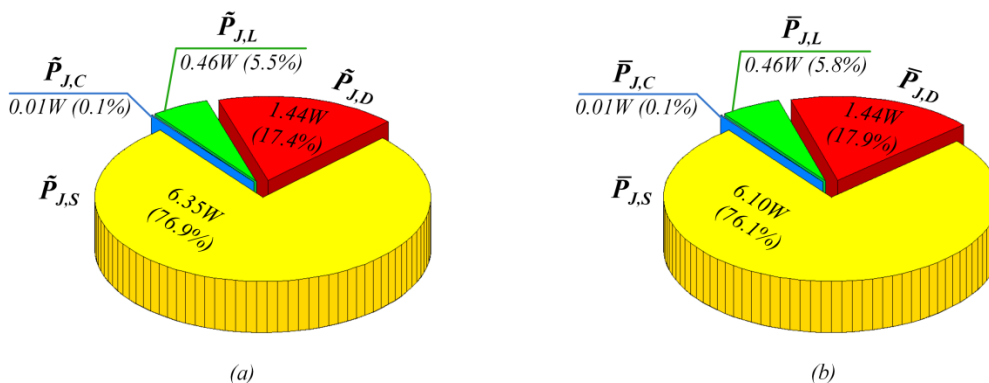 P̃J,L
0.46W (5.5%)
P̃J,C
0.01W (0.1%)
P̃J,D
1.44W
(17.4%)
P̃J,S
6.35W
(76.9%)
(a)
P̄J,L
0.46W (5.8%)
P̄J,C
0.01W (0.1%)
P̄J,D
1.44W
(17.9%)
P̄J,S
6.10W
(76.1%)
(b)